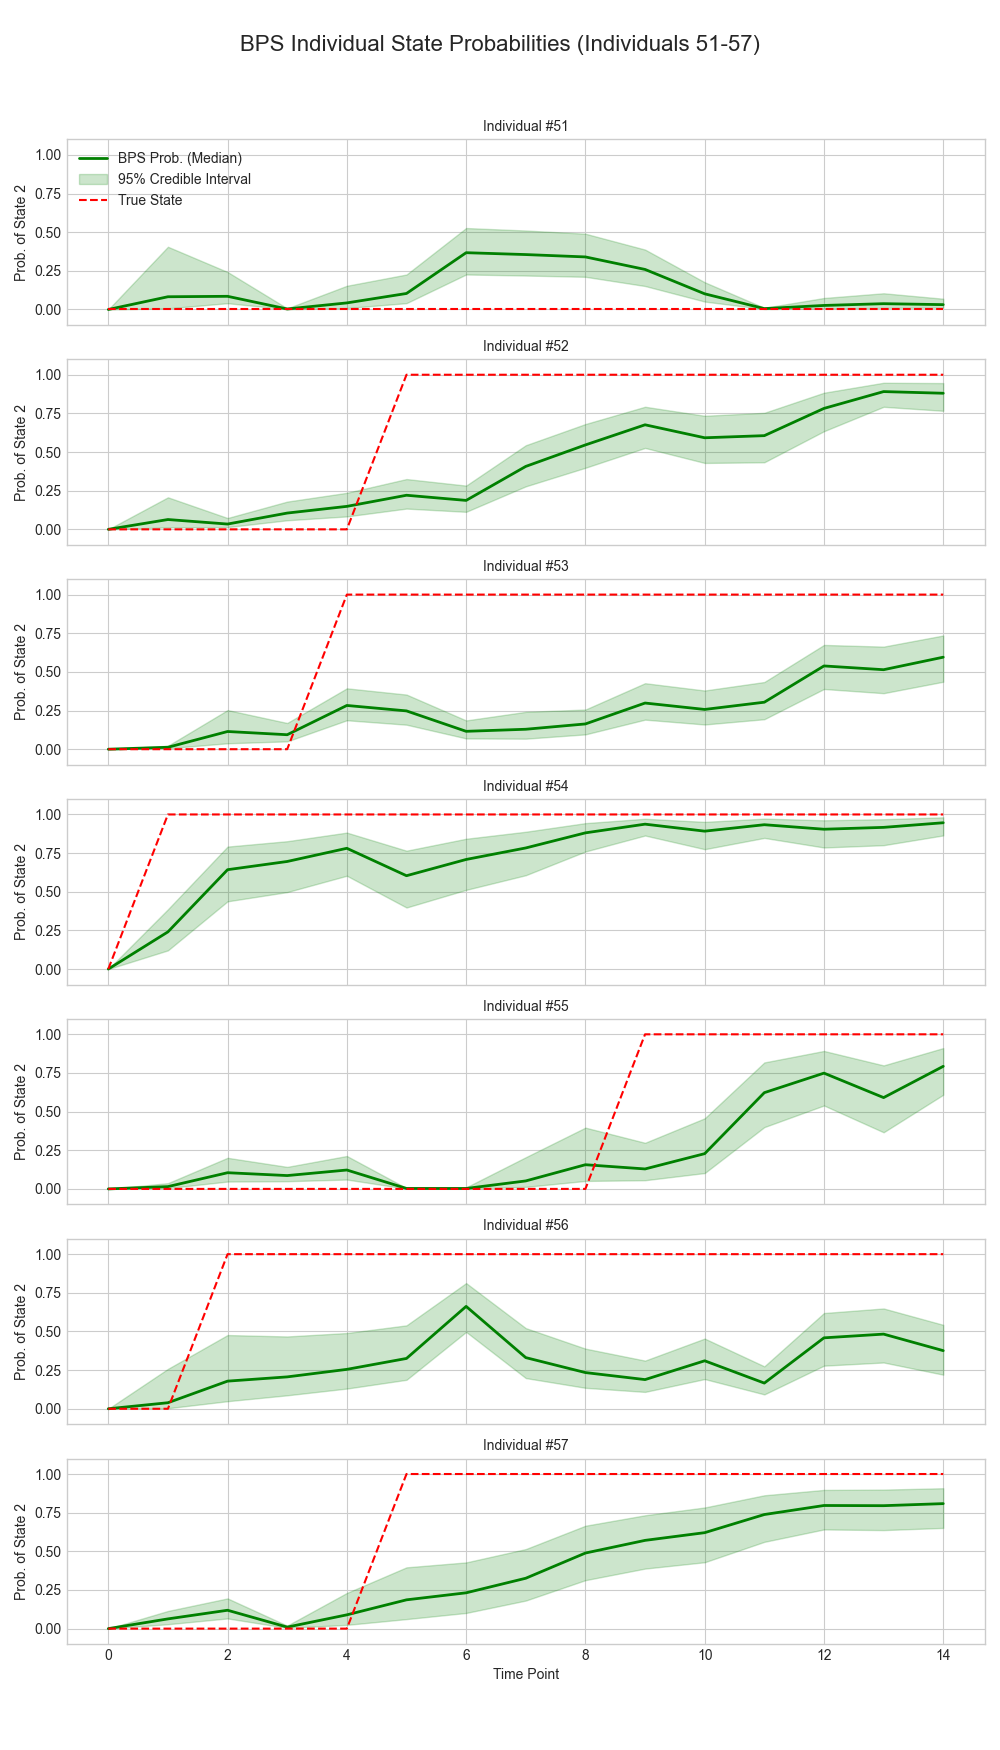 BPS Individual State Probabilities (Individuals 51-57)
Individual #51
BPS Prob. (Median)
95% Credible Interval
True State
Prob. of State 2
1.00
0.75
0.50
0.25
0.00
Individual #52
Prob. of State 2
1.00
0.75
0.50
0.25
0.00
Individual #53
Prob. of State 2
1.00
0.75
0.50
0.25
0.00
Individual #54
Prob. of State 2
1.00
0.75
0.50
0.25
0.00
Individual #55
Prob. of State 2
1.00
0.75
0.50
0.25
0.00
Individual #56
Prob. of State 2
1.00
0.75
0.50
0.25
0.00
Individual #57
Prob. of State 2
1.00
0.75
0.50
0.25
0.00
0 2 4 6 8 10 12 14
Time Point